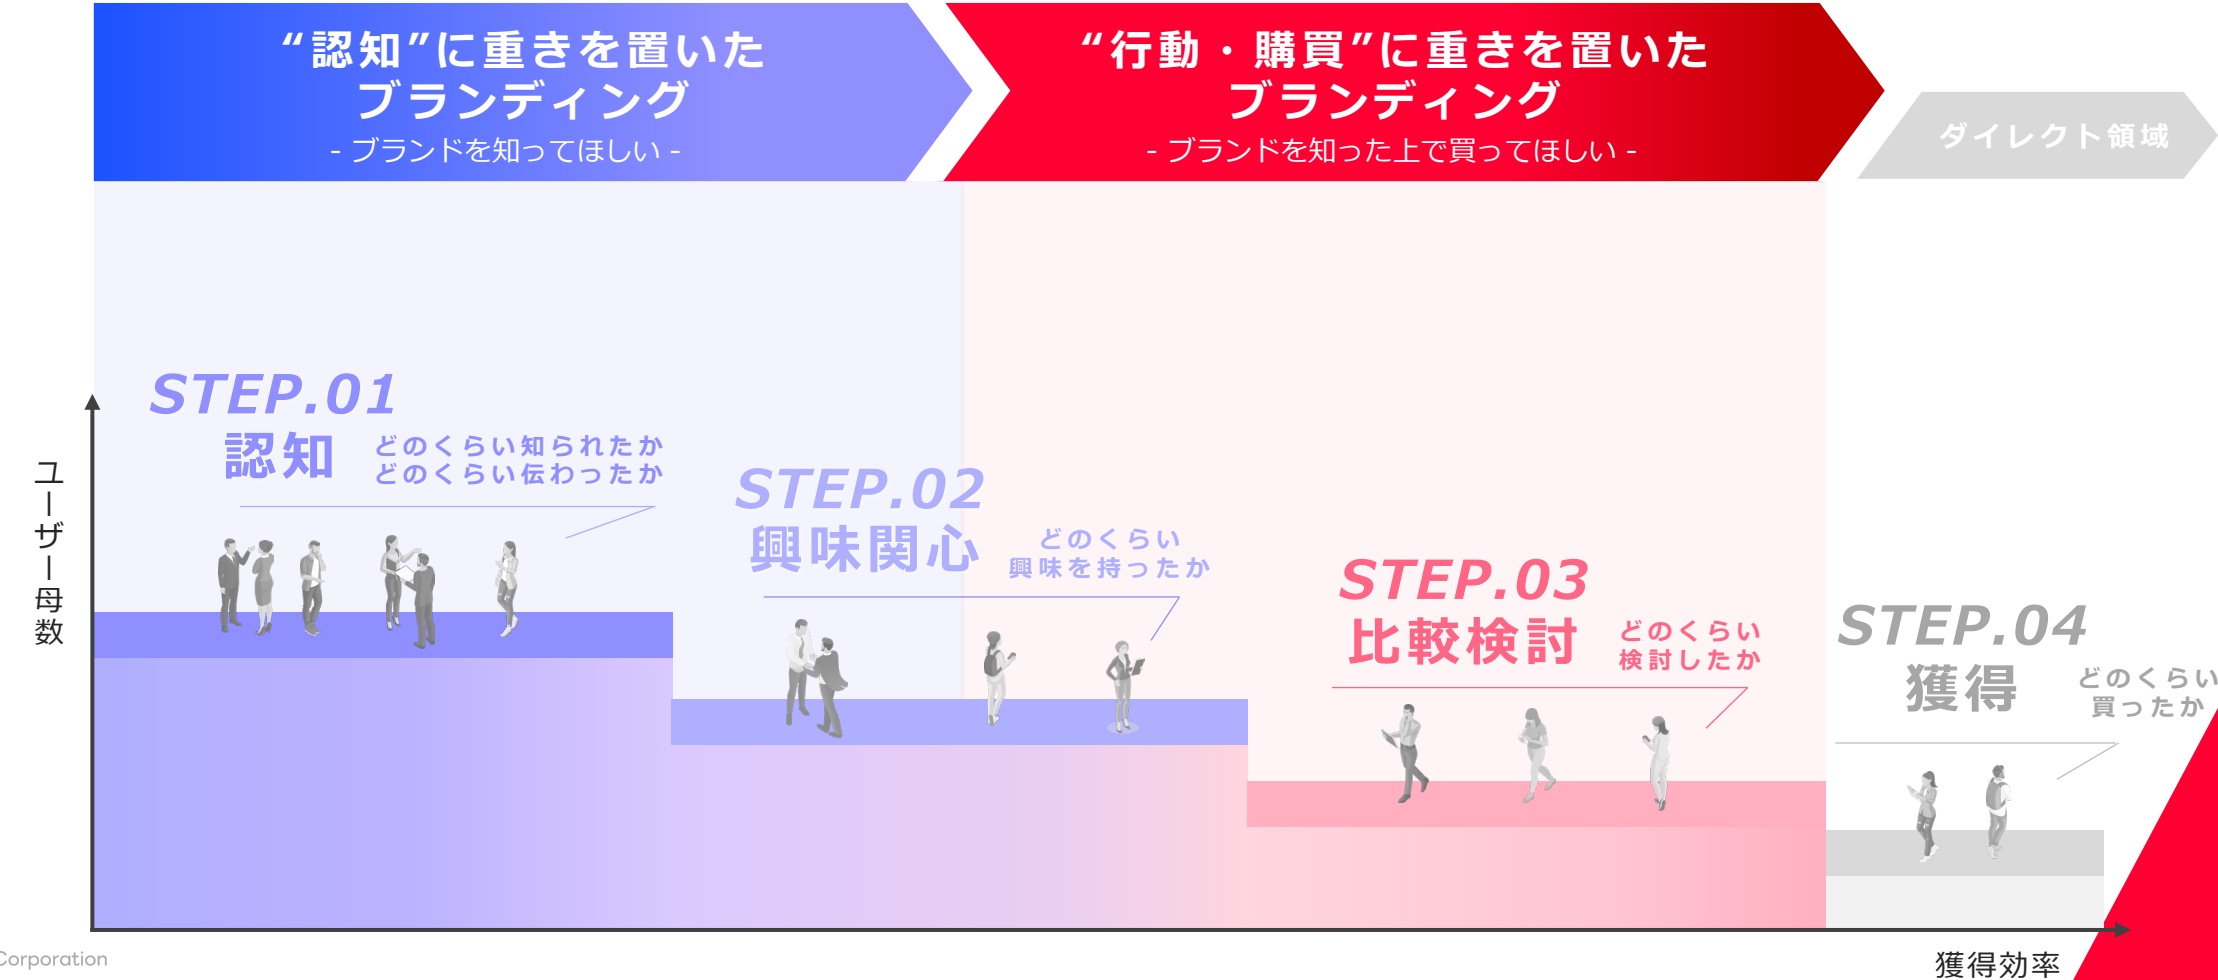 “認知”に重きを置いた
ブランディング
- ブランドを知ってほしい -
“行動・購買”に重きを置いた
ブランディング
- ブランドを知った上で買ってほしい -
ダイレクト領域
STEP.01
認知
どのくらい知られたか
どのくらい伝わったか
STEP.02
興味関心
どのくらい
興味を持ったか
STEP.03
比較検討
どのくらい
検討したか
STEP.04
獲得
どのくらい
買ったか
ユーザー母数
獲得効率
Corporation